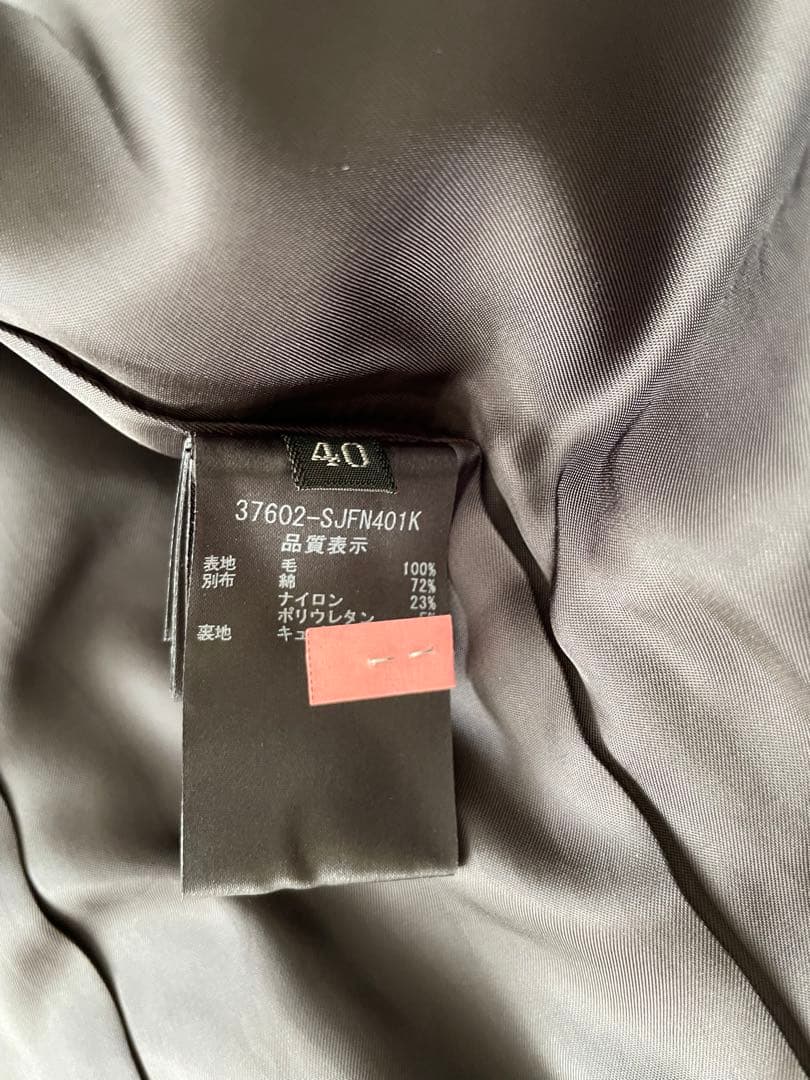 40
37602-SJFN401K
品質表示
表地 毛 100%
別布 綿 72%
ナイロン 23%
ポリウレタン
裏地 キュ